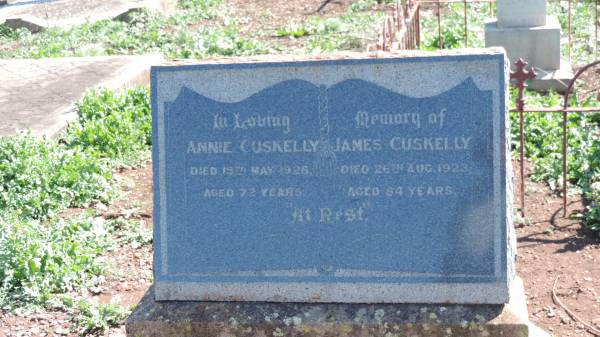 In Loving Memory of
ANNIE CUSKELLY JAMES CUSKELLY
DIED 19TH MAY 1926. DIED 26TH AUG. 1923.
AGED 72 YEARS. AGED 84 YEARS.
"At Rest."